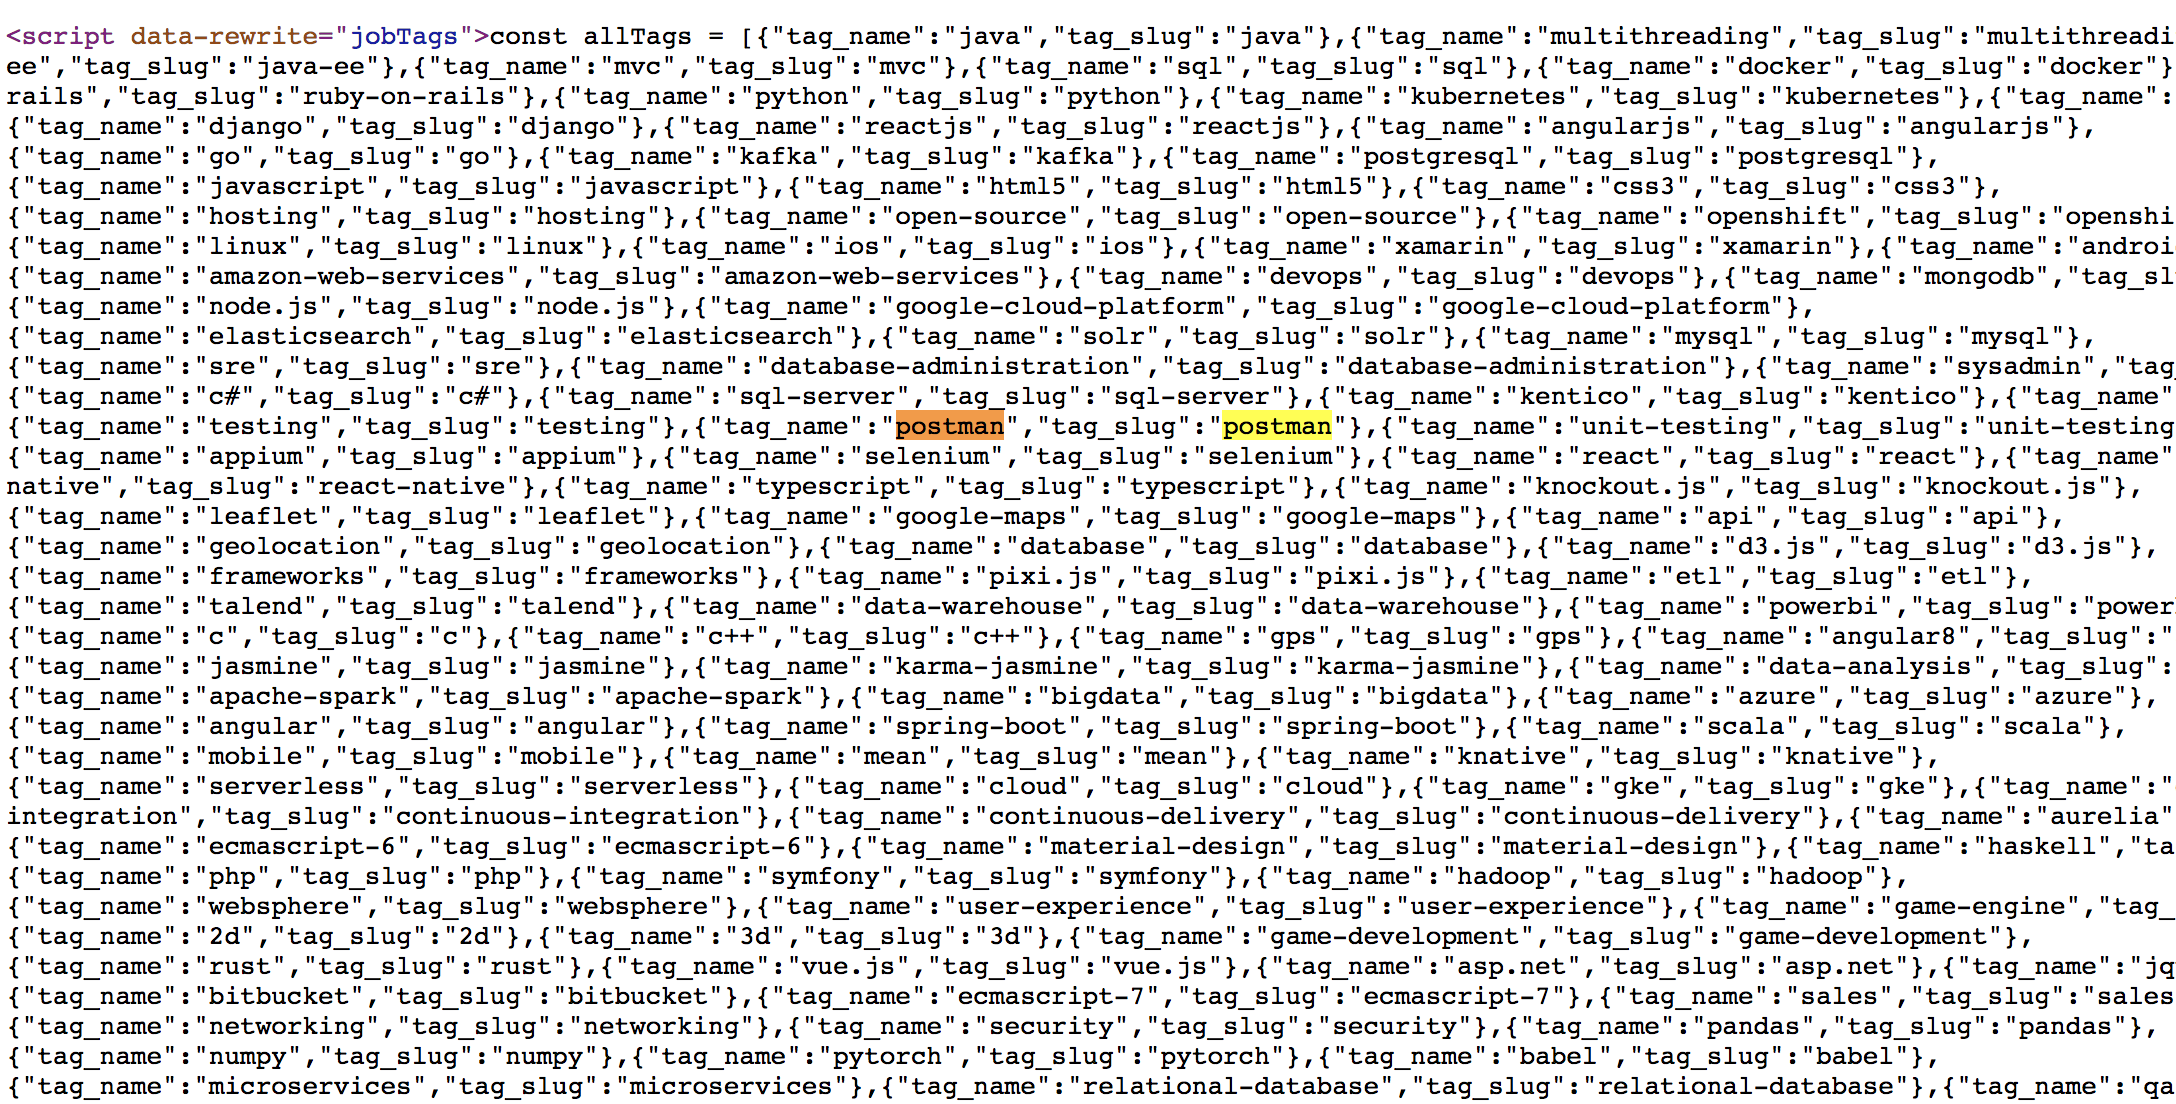 <script data-rewrite="jobTags">const allTags = [{"tag_name":"java","tag_slug":"java"},{"tag_name":"multithreading","tag_slug":"multithreadi
ee","tag_slug":"java-ee"},{"tag_name":"mvc","tag_slug":"mvc"},{"tag_name":"sql","tag_slug":"sql"},{"tag_name":"docker","tag_slug":"docker"}
rails","tag_slug":"ruby-on-rails"},{"tag_name":"python","tag_slug":"python"},{"tag_name":"kubernetes","tag_slug":"kubernetes"},{"tag_name":
{"tag_name":"django","tag_slug":"django"},{"tag_name":"reactjs","tag_slug":"reactjs"},{"tag_name":"angularjs","tag_slug":"angularjs"},
{"tag_name":"go","tag_slug":"go"},{"tag_name":"kafka","tag_slug":"kafka"},{"tag_name":"postgresql","tag_slug":"postgresql"},
{"tag_name":"javascript","tag_slug":"javascript"},{"tag_name":"html5","tag_slug":"html5"},{"tag_name":"css3","tag_slug":"css3"},
{"tag_name":"hosting","tag_slug":"hosting"},{"tag_name":"open-source","tag_slug":"open-source"},{"tag_name":"openshift","tag_slug":"openshi
{"tag_name":"linux","tag_slug":"linux"},{"tag_name":"ios","tag_slug":"ios"},{"tag_name":"xamarin","tag_slug":"xamarin"},{"tag_name":"androi
{"tag_name":"amazon-web-services","tag_slug":"amazon-web-services"},{"tag_name":"devops","tag_slug":"devops"},{"tag_name":"mongodb","tag_sl
{"tag_name":"node.js","tag_slug":"node.js"},{"tag_name":"google-cloud-platform","tag_slug":"google-cloud-platform"},
{"tag_name":"elasticsearch","tag_slug":"elasticsearch"},{"tag_name":"solr","tag_slug":"solr"},{"tag_name":"mysql","tag_slug":"mysql"},
{"tag_name":"sre","tag_slug":"sre"},{"tag_name":"database-administration","tag_slug":"database-administration"},{"tag_name":"sysadmin","tag_
{"tag_name":"c#","tag_slug":"c#"},{"tag_name":"sql-server","tag_slug":"sql-server"},{"tag_name":"kentico","tag_slug":"kentico"},{"tag_name"
{"tag_name":"testing","tag_slug":"testing"},{"tag_name":"postman","tag_slug":"postman"},{"tag_name":"unit-testing","tag_slug":"unit-testing
{"tag_name":"appium","tag_slug":"appium"},{"tag_name":"selenium","tag_slug":"selenium"},{"tag_name":"react","tag_slug":"react"},{"tag_name"
native","tag_slug":"react-native"},{"tag_name":"typescript","tag_slug":"typescript"},{"tag_name":"knockout.js","tag_slug":"knockout.js"},
{"tag_name":"leaflet","tag_slug":"leaflet"},{"tag_name":"google-maps","tag_slug":"google-maps"},{"tag_name":"api","tag_slug":"api"},
{"tag_name":"geolocation","tag_slug":"geolocation"},{"tag_name":"database","tag_slug":"database"},{"tag_name":"d3.js","tag_slug":"d3.js"},
{"tag_name":"frameworks","tag_slug":"frameworks"},{"tag_name":"pixi.js","tag_slug":"pixi.js"},{"tag_name":"etl","tag_slug":"etl"},
{"tag_name":"talend","tag_slug":"talend"},{"tag_name":"data-warehouse","tag_slug":"data-warehouse"},{"tag_name":"powerbi","tag_slug":"power
{"tag_name":"c","tag_slug":"c"},{"tag_name":"c++","tag_slug":"c++"},{"tag_name":"gps","tag_slug":"gps"},{"tag_name":"angular8","tag_slug":"
{"tag_name":"jasmine","tag_slug":"jasmine"},{"tag_name":"karma-jasmine","tag_slug":"karma-jasmine"},{"tag_name":"data-analysis","tag_slug":
{"tag_name":"apache-spark","tag_slug":"apache-spark"},{"tag_name":"bigdata","tag_slug":"bigdata"},{"tag_name":"azure","tag_slug":"azure"},
{"tag_name":"angular","tag_slug":"angular"},{"tag_name":"spring-boot","tag_slug":"spring-boot"},{"tag_name":"scala","tag_slug":"scala"},
{"tag_name":"mobile","tag_slug":"mobile"},{"tag_name":"mean","tag_slug":"mean"},{"tag_name":"knative","tag_slug":"knative"},
{"tag_name":"serverless","tag_slug":"serverless"},{"tag_name":"cloud","tag_slug":"cloud"},{"tag_name":"gke","tag_slug":"gke"},{"tag_name":"
integration","tag_slug":"continuous-integration"},{"tag_name":"continuous-delivery","tag_slug":"continuous-delivery"},{"tag_name":"aurelia"
{"tag_name":"ecmascript-6","tag_slug":"ecmascript-6"},{"tag_name":"material-design","tag_slug":"material-design"},{"tag_name":"haskell","ta
{"tag_name":"php","tag_slug":"php"},{"tag_name":"symfony","tag_slug":"symfony"},{"tag_name":"hadoop","tag_slug":"hadoop"},
{"tag_name":"websphere","tag_slug":"websphere"},{"tag_name":"user-experience","tag_slug":"user-experience"},{"tag_name":"game-engine","tag_
{"tag_name":"2d","tag_slug":"2d"},{"tag_name":"3d","tag_slug":"3d"},{"tag_name":"game-development","tag_slug":"game-development"},
{"tag_name":"rust","tag_slug":"rust"},{"tag_name":"vue.js","tag_slug":"vue.js"},{"tag_name":"asp.net","tag_slug":"asp.net"},{"tag_name":"jq
{"tag_name":"bitbucket","tag_slug":"bitbucket"},{"tag_name":"ecmascript-7","tag_slug":"ecmascript-7"},{"tag_name":"sales","tag_slug":"sales
{"tag_name":"networking","tag_slug":"networking"},{"tag_name":"security","tag_slug":"security"},{"tag_name":"pandas","tag_slug":"pandas"},
{"tag_name":"numpy","tag_slug":"numpy"},{"tag_name":"pytorch","tag_slug":"pytorch"},{"tag_name":"babel","tag_slug":"babel"},
{"tag_name":"microservices","tag_slug":"microservices"},{"tag_name":"relational-database","tag_slug":"relational-database"},{"tag_name":"qa